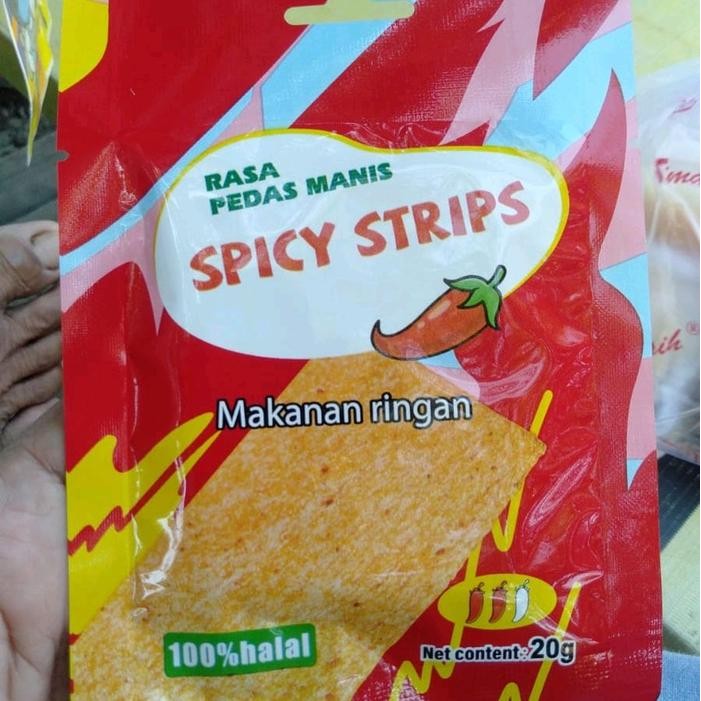 RASA
PEDAS MANIS
SPICY STRIPS
Makanan ringan
100%halal
Net content:20g